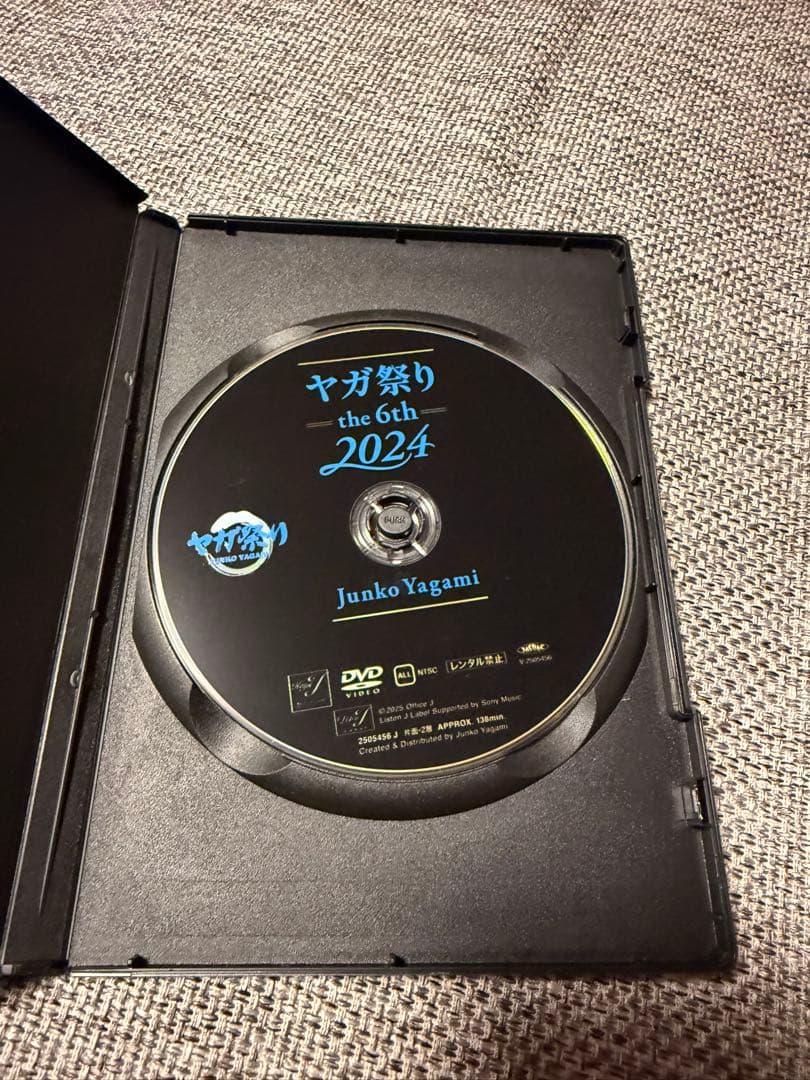 ヤガ祭り
the 6th
2024
ヤガ祭り
JUNKO YAGAMI
Junko Yagami
DVD
VIDEO
ALL NTSC
レンタル禁止
V-2505456
©2025 Office J
Listen J Label Supported by Sony Music
2505456 J 片面・2層 APPROX. 138min.
Created & Distributed by Junko Yagami